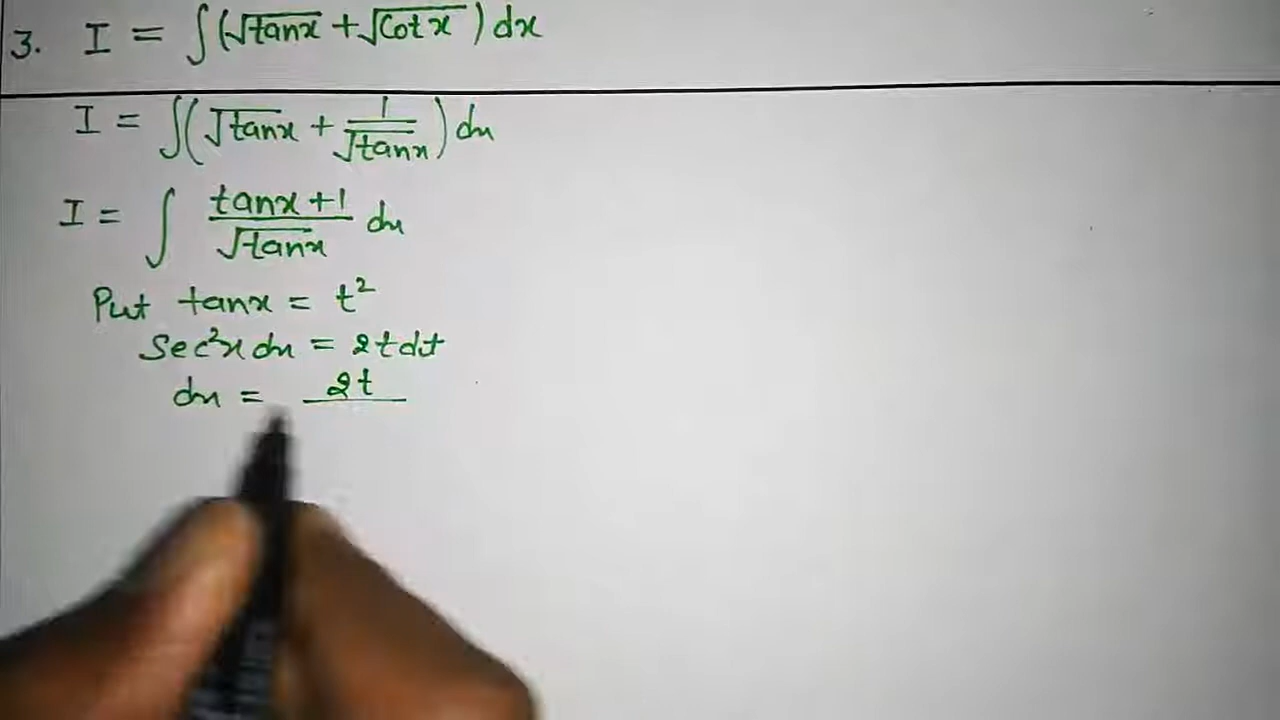 3. I = ∫(√tanx + √Cotx) dx
I = ∫(√tanx + 1/√tanx) dx
I = ∫ tanx+1/√tanx dx
Put tanx = t²
Sec²x dx = 2t dt
dx = 2t